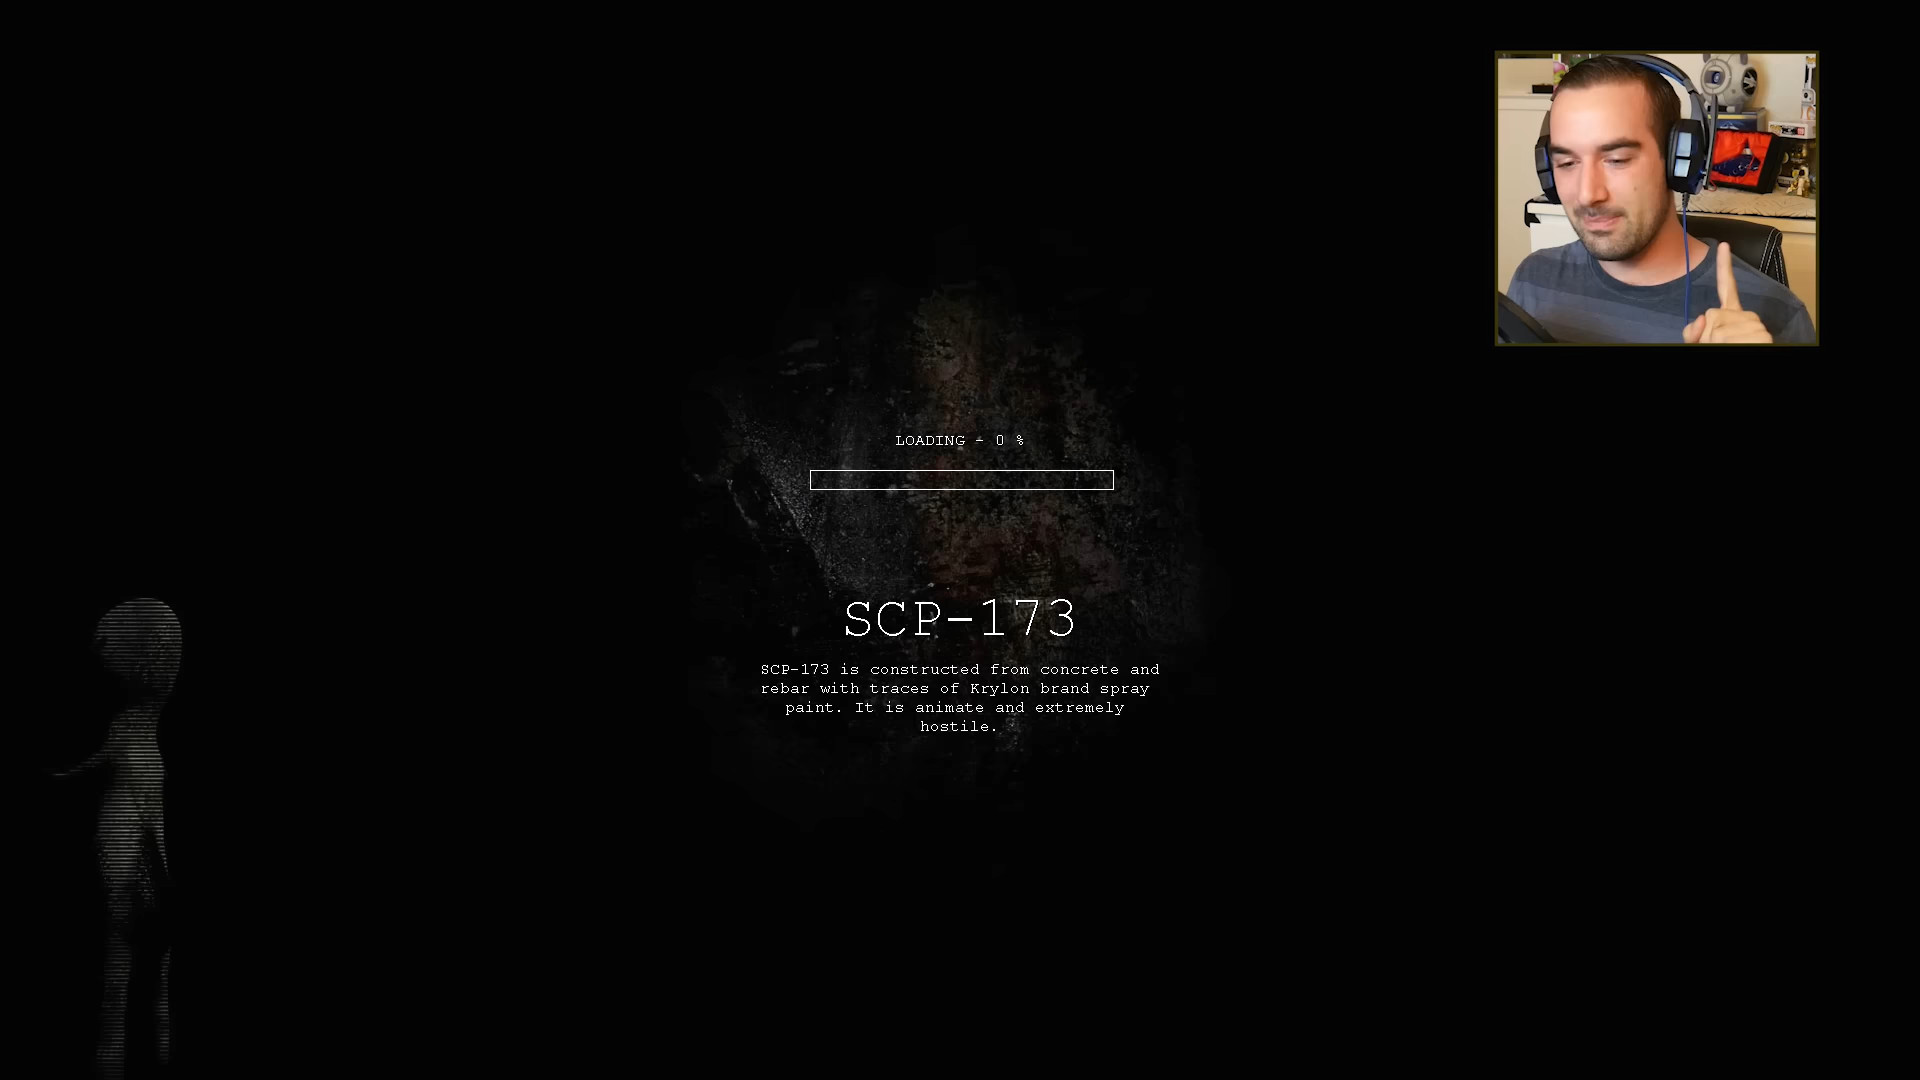 LOADING - 0 %
SCP-173
SCP-173 is constructed from concrete and
rebar with traces of Krylon brand spray
paint. It is animate and extremely
hostile.